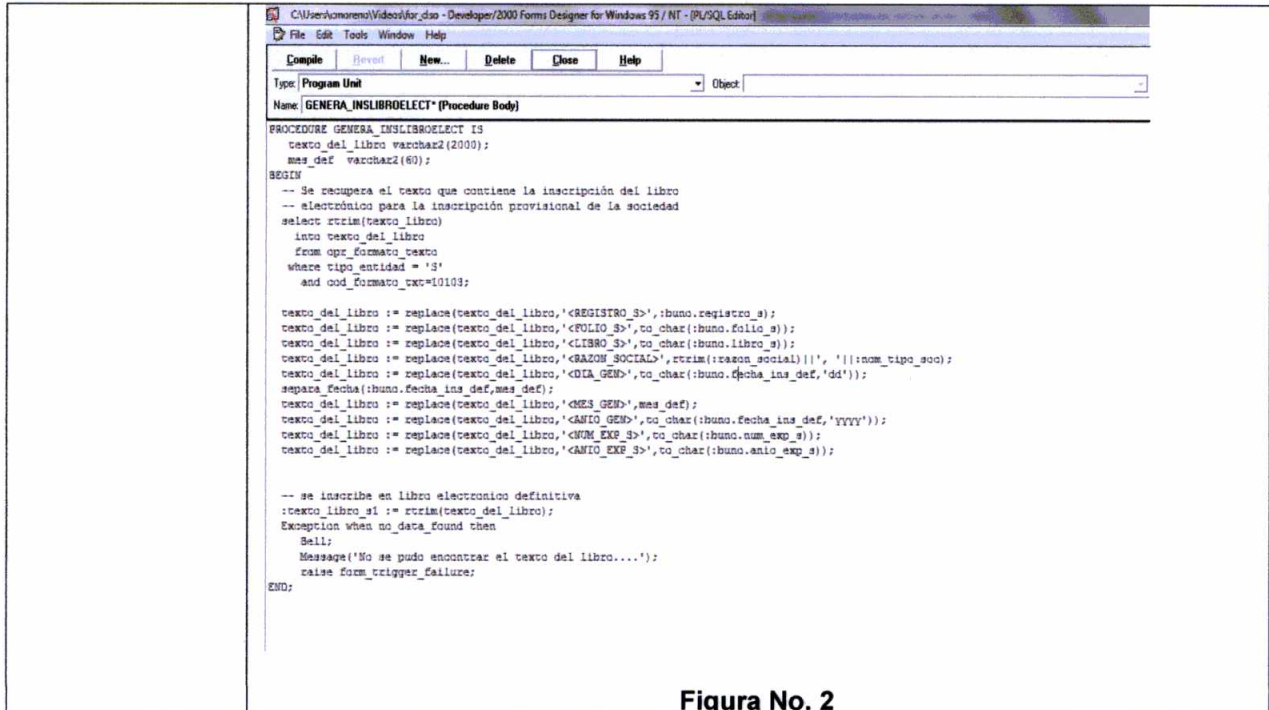 C:\Users\omoreno\Videos\for_clso - Developer/2000 Forms Designer for Windows 95 / NT - [PL/SQL Editor]
File Edit Tools Window Help
Compile Revert New... Delete Close Help
Type: Program Unit Object:
Name: GENERA_INSLIBROELECT* (Procedure Body)
PROCEDURE GENERA_INSLIBROELECT IS
texto_del_libro varchar2(2000);
mes_def varchar2(60);
BEGIN
-- Se recupera el texto que contiene la inscripción del libro
-- electrónico para la inscripción provisional de la sociedad
select rtrim(texto_libro)
into texto_del_libro
from opr_formato_texto
where tipo_entidad = 'S'
and cod_formato_txt=10103;
texto_del_libro := replace(texto_del_libro,'<REGISTRO_S>',:buno.registro_s);
texto_del_libro := replace(texto_del_libro,'<FOLIO_S>',to_char(:buno.folio_s));
texto_del_libro := replace(texto_del_libro,'<LIBRO_S>',to_char(:buno.libro_s));
texto_del_libro := replace(texto_del_libro,'<RAZON_SOCIAL>',rtrim(:razon_social)||', '||:nom_tipo_soc);
texto_del_libro := replace(texto_del_libro,'<DIA_GEN>',to_char(:buno.fecha_ins_def,'dd'));
separa_fecha(:buno.fecha_ins_def,mes_def);
texto_del_libro := replace(texto_del_libro,'<MES_GEN>',mes_def);
texto_del_libro := replace(texto_del_libro,'<ANIO_GEN>',to_char(:buno.fecha_ins_def,'yyyy'));
texto_del_libro := replace(texto_del_libro,'<NUM_EXP_S>',to_char(:buno.num_exp_s));
texto_del_libro := replace(texto_del_libro,'<ANIO_EXP_S>',to_char(:buno.anio_exp_s));
-- se inscribe en libro electronico definitiva
:texto_libro_s1 := rtrim(texto_del_libro);
Exception when no_data_found then
Bell;
Message('No se pudo encontrar el texto del libro....');
raise form_trigger_failure;
END;
Figura No. 2